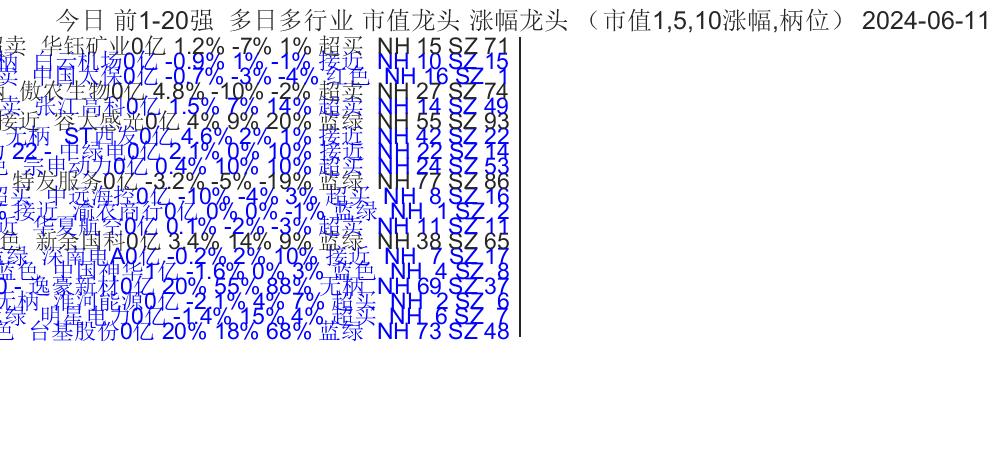 今日 前1-20强 多日多行业 市值龙头 涨幅龙头 （市值1,5,10涨幅,柄位） 2024-06-11
卖 华钰矿业0亿 1.2% -7% 1% 超买 NH 15 SZ 71
柄 白云机场0亿 -0.9% 1% -1% 接近 NH 10 SZ 15
卖 中国太保0亿 -0.7% -3% -4% 红色 NH 16 SZ 1
傲农生物0亿 4.8% -10% -2% 超卖 NH 27 SZ 74
卖 张江高科0亿 1.5% 7% 14% 超卖 NH 14 SZ 49
接近 容大感光0亿 4% 9% 20% 蓝绿 NH 55 SZ 93
无柄 ST西发0亿 4.6% 2% 1% 接近 NH 42 SZ 22
22 - 中绿电0亿 2.1% 0% 10% 接近 NH 22 SZ 14
色 宗申动力0亿 0.4% 10% 10% 超买 NH 24 SZ 53
特发服务0亿 -3.2% -5% -19% 蓝绿 NH 77 SZ 86
超买 中远海控0亿 -10% -4% 3% 超买 NH 8 SZ 16
% 接近 渝农商行0亿 0% 0% -1% 蓝绿 NH 1 SZ 2
近 华夏航空0亿 0.1% -2% -3% 超买 NH 11 SZ 11
色 新余国科0亿 3.4% 14% 9% 蓝绿 NH 38 SZ 65
蓝绿 深南电A0亿 -0.2% 2% 10% 接近 NH 7 SZ 17
蓝色 中国神华1亿 -1.6% 0% 3% 蓝色 NH 4 SZ 8
0 - 逸豪新材0亿 20% 55% 88% 无柄 NH 69 SZ 37
无柄 淮河能源0亿 -2.1% 4% 7% 超买 NH 2 SZ 6
绿 明星电力0亿 -1.4% 15% 4% 超买 NH 6 SZ 7
色 台基股份0亿 20% 18% 68% 蓝绿 NH 73 SZ 48